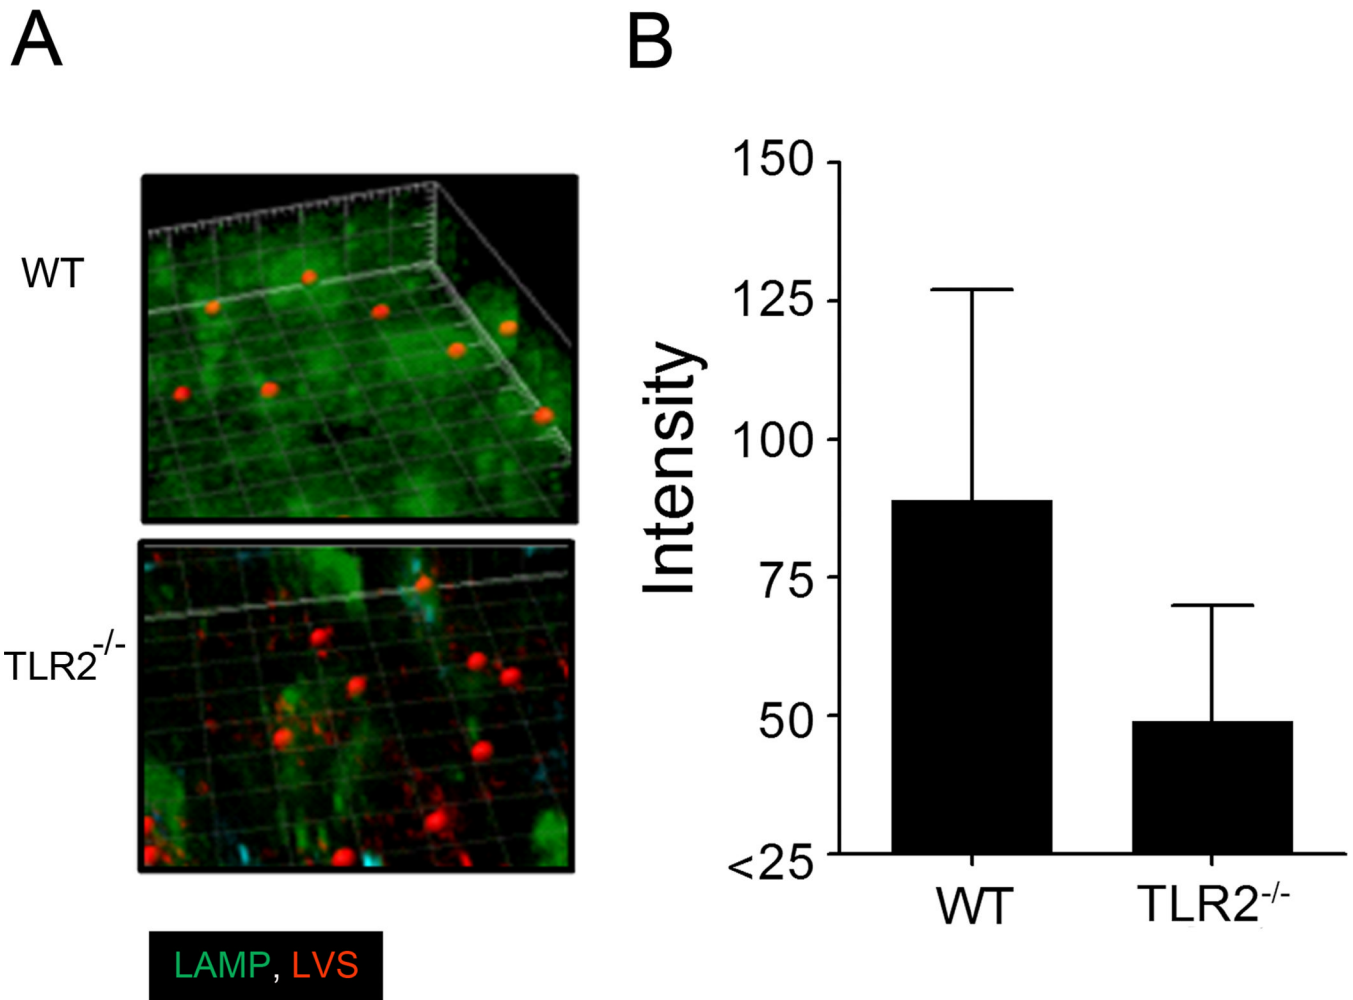 A
B
WT
TLR2-/-
LAMP, LVS
Intensity
150
125
100
75
50
<25
WT
TLR2-/-